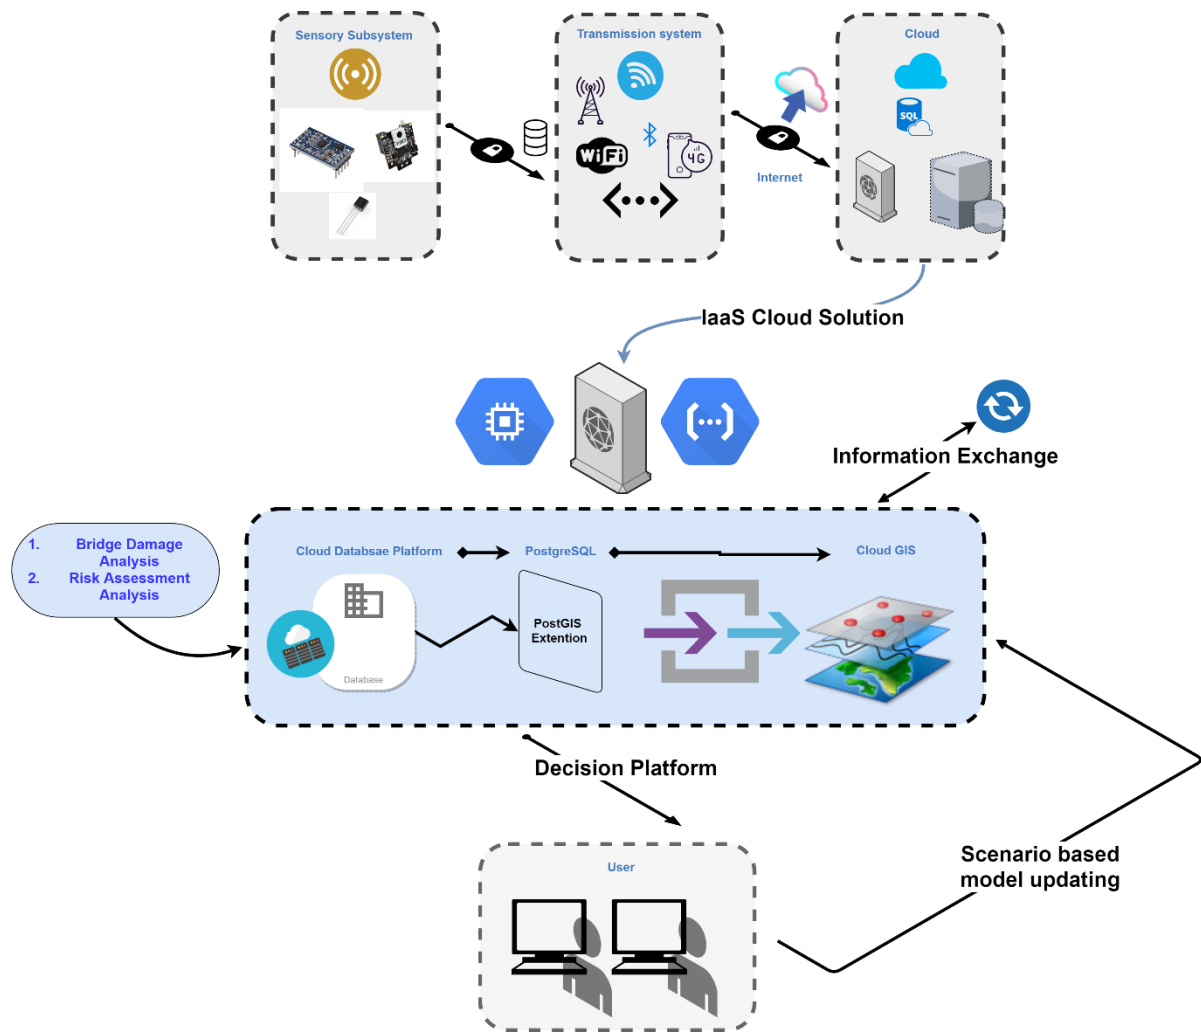 Sensory Subsystem
Transmission system
Cloud
SQL
WiFi
4G
Internet
IaaS Cloud Solution
Information Exchange
1. Bridge Damage
Analysis
2. Risk Assessment
Analysis
Cloud Databsae Platform
PostgreSQL
Cloud GIS
PostGIS
Extention
Database
Decision Platform
User
Scenario based
model updating